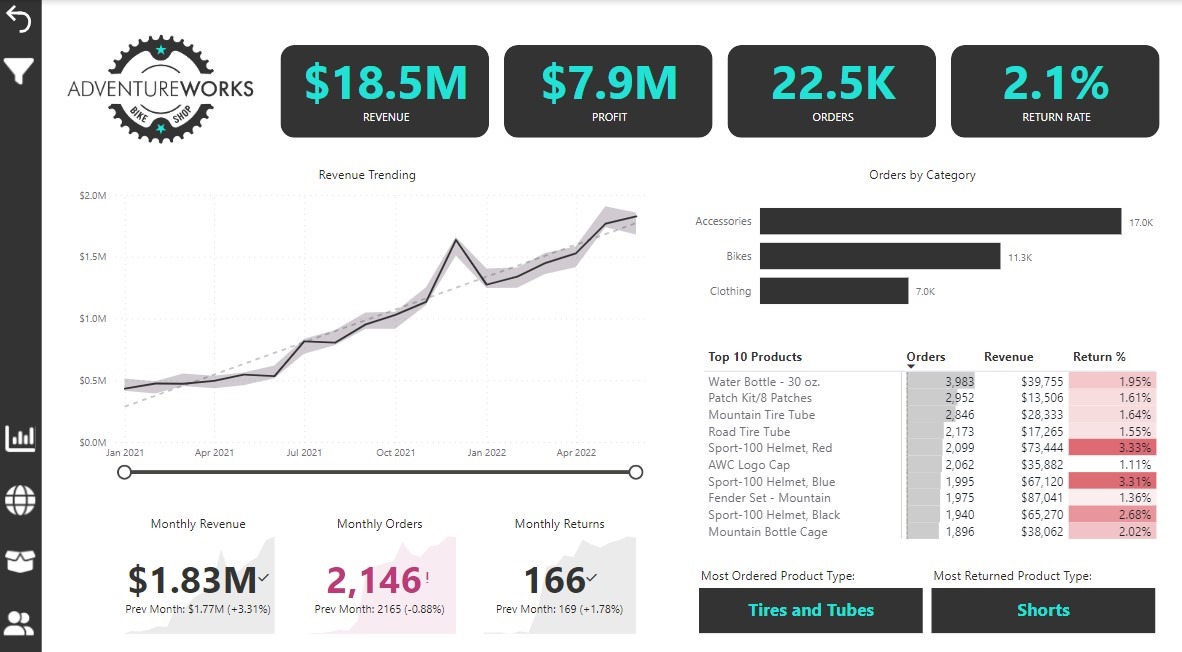 ADVENTUREWORKS
BIKE SHOP
$18.5M
REVENUE
$7.9M
PROFIT
22.5K
ORDERS
2.1%
RETURN RATE
Revenue Trending
$2.0M
$1.5M
$1.0M
$0.5M
$0.0M
Jan 2021 Apr 2021 Jul 2021 Oct 2021 Jan 2022 Apr 2022
Orders by Category
Accessories 17.0K
Bikes 11.3K
Clothing 7.0K
Top 10 Products Orders Revenue Return %
Water Bottle - 30 oz. 3,983 $39,755 1.95%
Patch Kit/8 Patches 2,952 $13,506 1.61%
Mountain Tire Tube 2,846 $28,333 1.64%
Road Tire Tube 2,173 $17,265 1.55%
Sport-100 Helmet, Red 2,099 $73,444 3.33%
AWC Logo Cap 2,062 $35,882 1.11%
Sport-100 Helmet, Blue 1,995 $67,120 3.31%
Fender Set - Mountain 1,975 $87,041 1.36%
Sport-100 Helmet, Black 1,940 $65,270 2.68%
Mountain Bottle Cage 1,896 $38,062 2.02%
Monthly Revenue
$1.83M
Prev Month: $1.77M (+3.31%)
Monthly Orders
2,146!
Prev Month: 2165 (-0.88%)
Monthly Returns
166
Prev Month: 169 (+1.78%)
Most Ordered Product Type:
Tires and Tubes
Most Returned Product Type:
Shorts